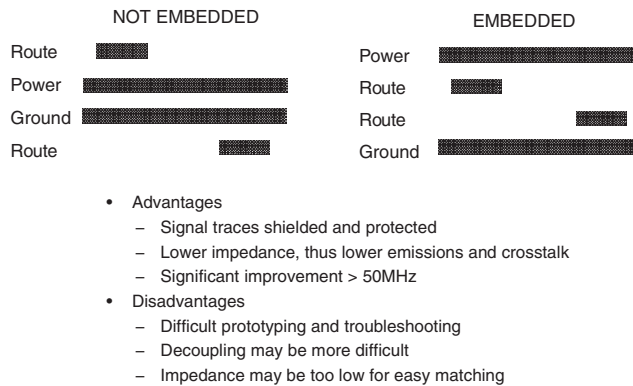 NOT EMBEDDED
Route
Power
Ground
Route
EMBEDDED
Power
Route
Route
Ground
• Advantages
– Signal traces shielded and protected
– Lower impedance, thus lower emissions and crosstalk
– Significant improvement > 50MHz
• Disadvantages
– Difficult prototyping and troubleshooting
– Decoupling may be more difficult
– Impedance may be too low for easy matching